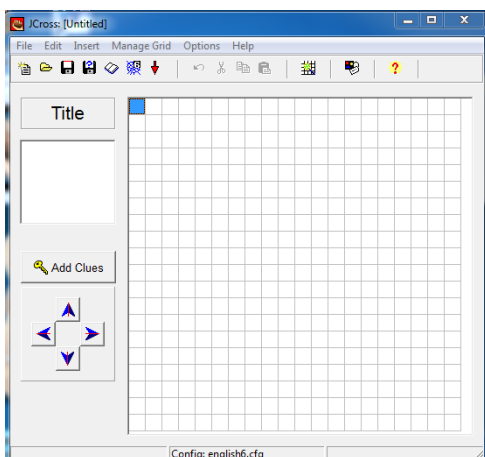 JCross: [Untitled]
File Edit Insert Manage Grid Options Help
?
Title
Add Clues
Config: english6.cfg